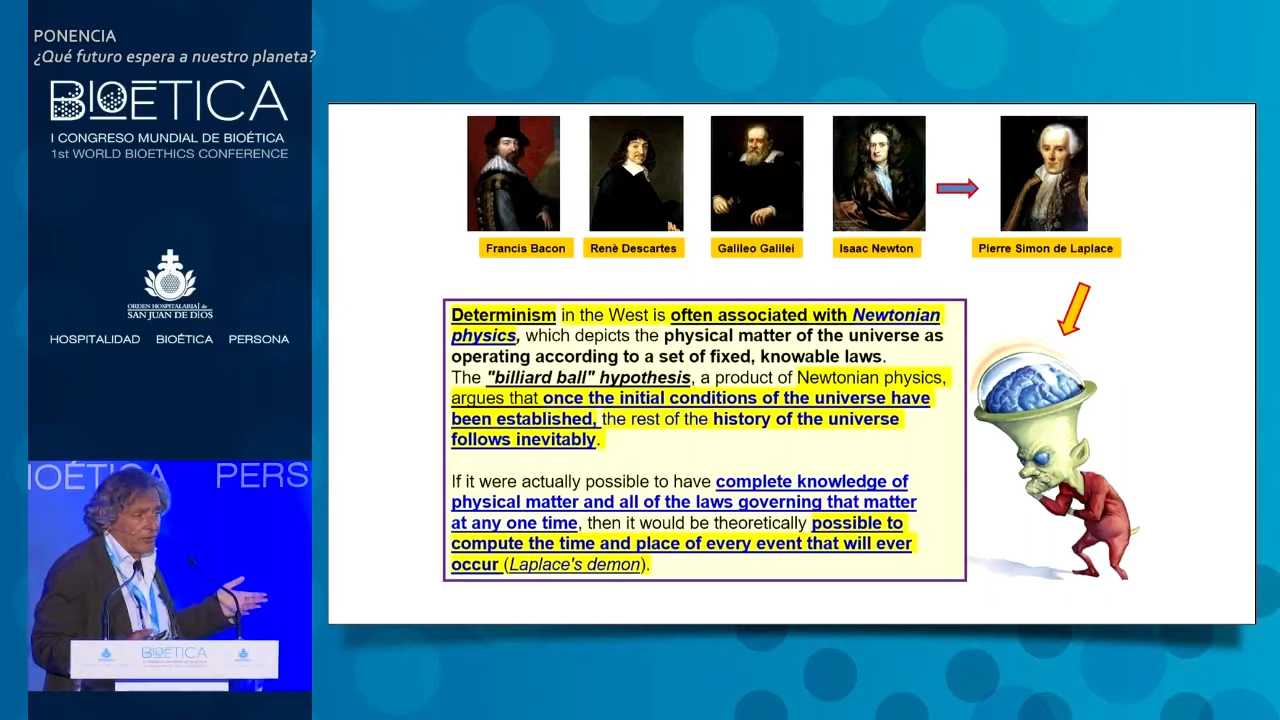 PONENCIA
¿Qué futuro espera a nuestro planeta?
BIOÉTICA
I CONGRESO MUNDIAL DE BIOÉTICA
1st WORLD BIOETHICS CONFERENCE
ORDEN HOSPITALARIA de
SAN JUAN DE DIOS
HOSPITALIDAD BIOÉTICA PERSONA
Francis Bacon
Renè Descartes
Galileo Galilei
Isaac Newton
Pierre Simon de Laplace
Determinism in the West is often associated with Newtonian
physics, which depicts the physical matter of the universe as
operating according to a set of fixed, knowable laws.
The "billiard ball" hypothesis, a product of Newtonian physics,
argues that once the initial conditions of the universe have
been established, the rest of the history of the universe
follows inevitably.
If it were actually possible to have complete knowledge of
physical matter and all of the laws governing that matter
at any one time, then it would be theoretically possible to
compute the time and place of every event that will ever
occur (Laplace's demon).
IOÉTICA PERS
BIOÉTICA